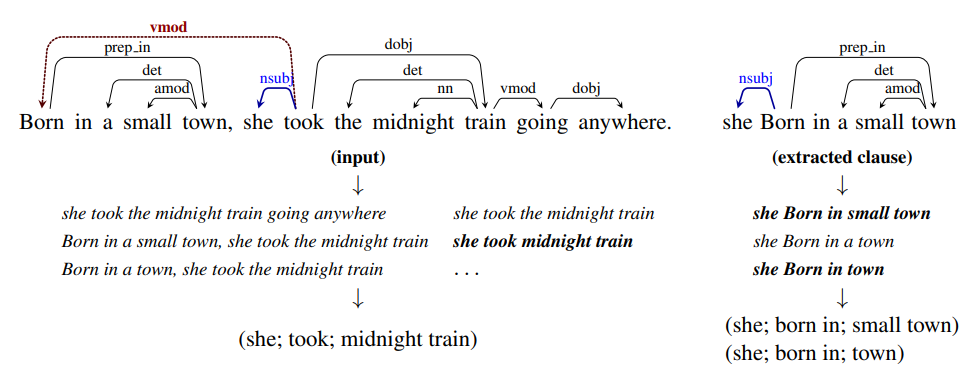 vmod
prep_in dobj prep_in
det det det
nsubj amod nn vmod dobj nsubj amod
Born in a small town, she took the midnight train going anywhere. she Born in a small town
(input) (extracted clause)
she took the midnight train going anywhere she took the midnight train she Born in small town
Born in a small town, she took the midnight train she took midnight train she Born in a town
Born in a town, she took the midnight train . . . she Born in town
(she; took; midnight train) (she; born in; small town)
(she; born in; town)